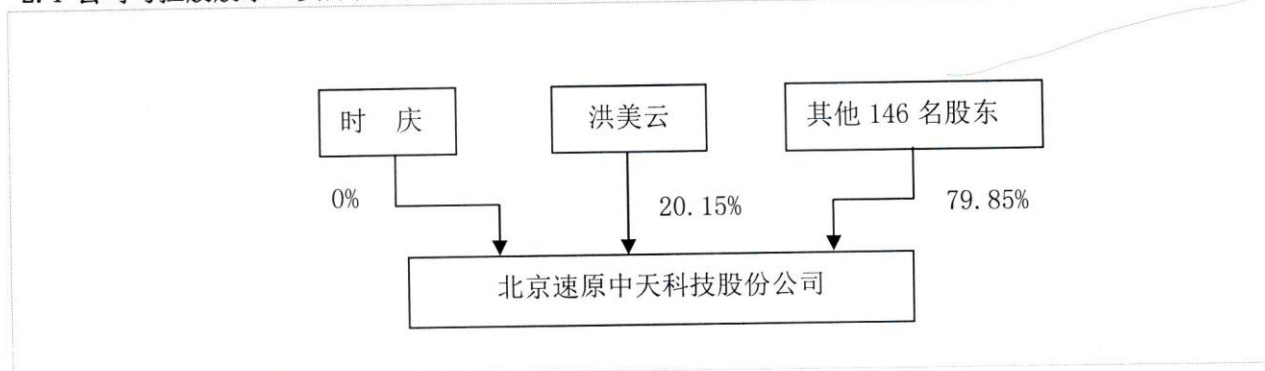 时 庆
洪美云
其他 146 名股东
0%
20.15%
79.85%
北京速原中天科技股份公司